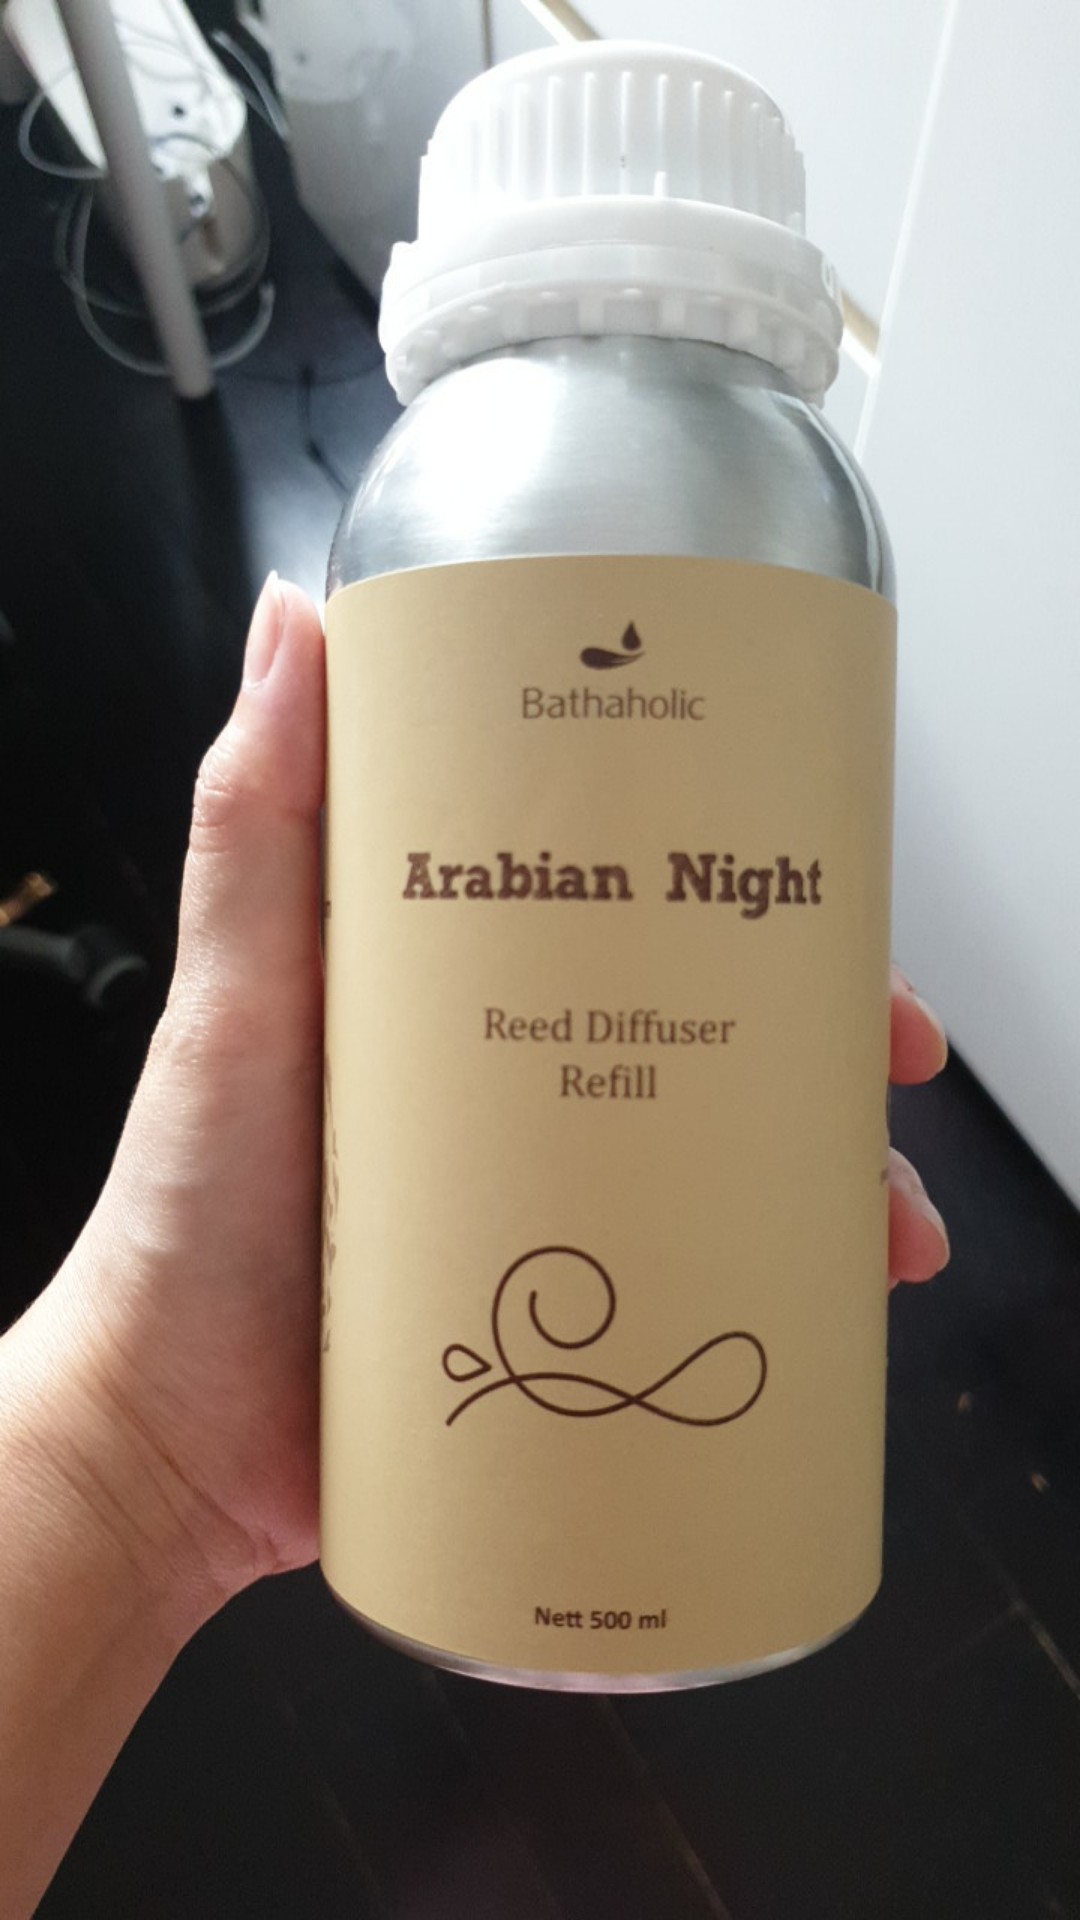 Bathaholic
Arabian Night
Reed Diffuser
Refill
Nett 500 ml